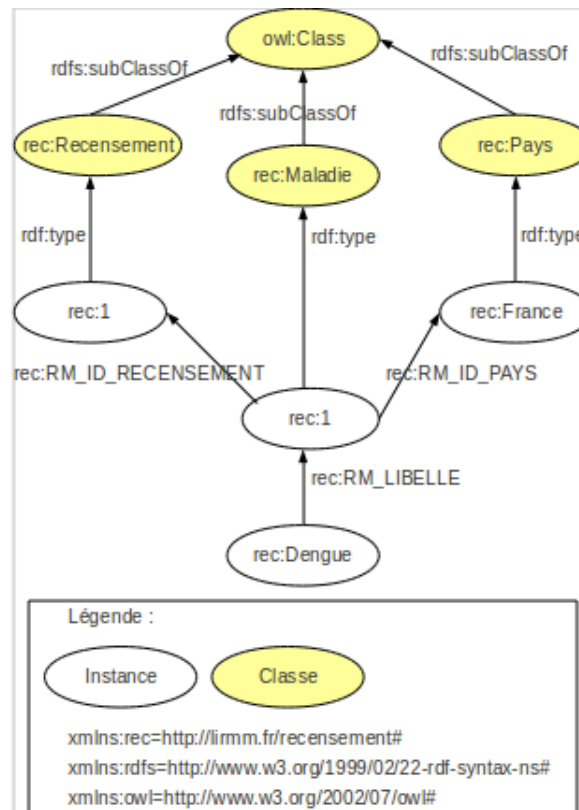 owl:Class
rdfs:subClassOf
rdfs:subClassOf
rdfs:subClassOf
rec:Recensement
rec:Maladie
rec:Pays
rdf:type
rdf:type
rdf:type
rec:1
rec:France
rec:RM_ID_RECENSEMENT
rec:RM_ID_PAYS
rec:1
rec:RM_LIBELLE
rec:Dengue
Légende :
Instance
Classe
xmlns:rec=http://lirmm.fr/recensement#
xmlns:rdfs=http://www.w3.org/1999/02/22-rdf-syntax-ns#
xmlns:owl=http://www.w3.org/2002/07/owl#